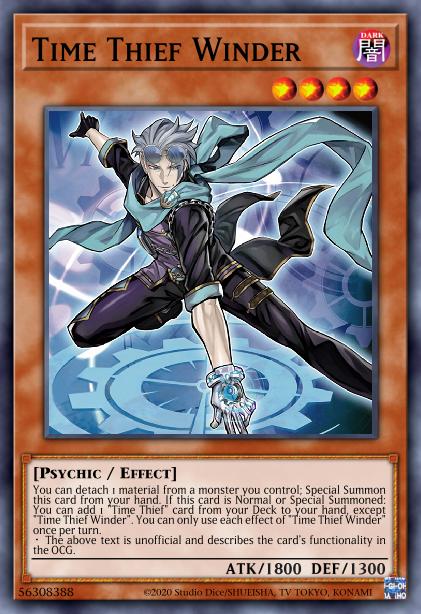 TIME THIEF WINDER
DARK
闇
[PSYCHIC / EFFECT]
You can detach 1 material from a monster you control; Special Summon
this card from your hand. If this card is Normal or Special Summoned:
You can add 1 "Time Thief" card from your Deck to your hand, except
"Time Thief Winder". You can only use each effect of "Time Thief Winder"
once per turn.
· The above text is unofficial and describes the card's functionality in
the OCG.
ATK/1800 DEF/1300
56308388
©2020 Studio Dice/SHUEISHA, TV TOKYO, KONAMI